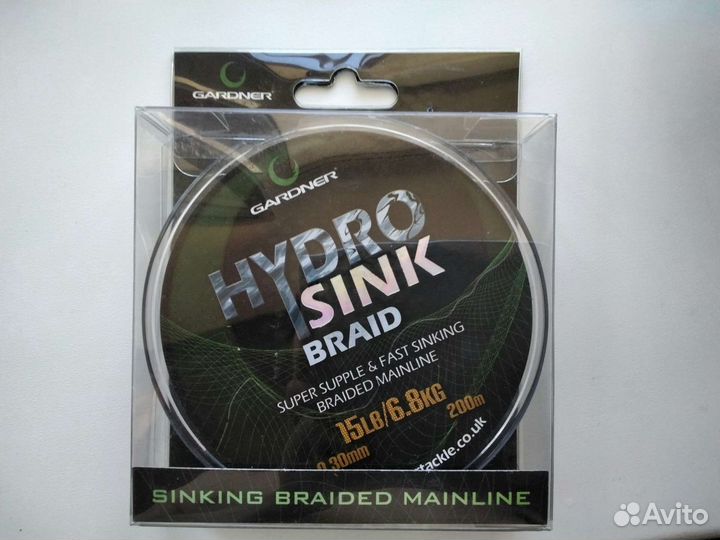 GARDNER
GARDNER
HYDRO
SINK
BRAID
SUPER SUPPLE & FAST SINKING
BRAIDED MAINLINE
15LB/6.8KG
200m
0.30mm
tackle.co.uk
SINKING BRAIDED MAINLINE
Avito